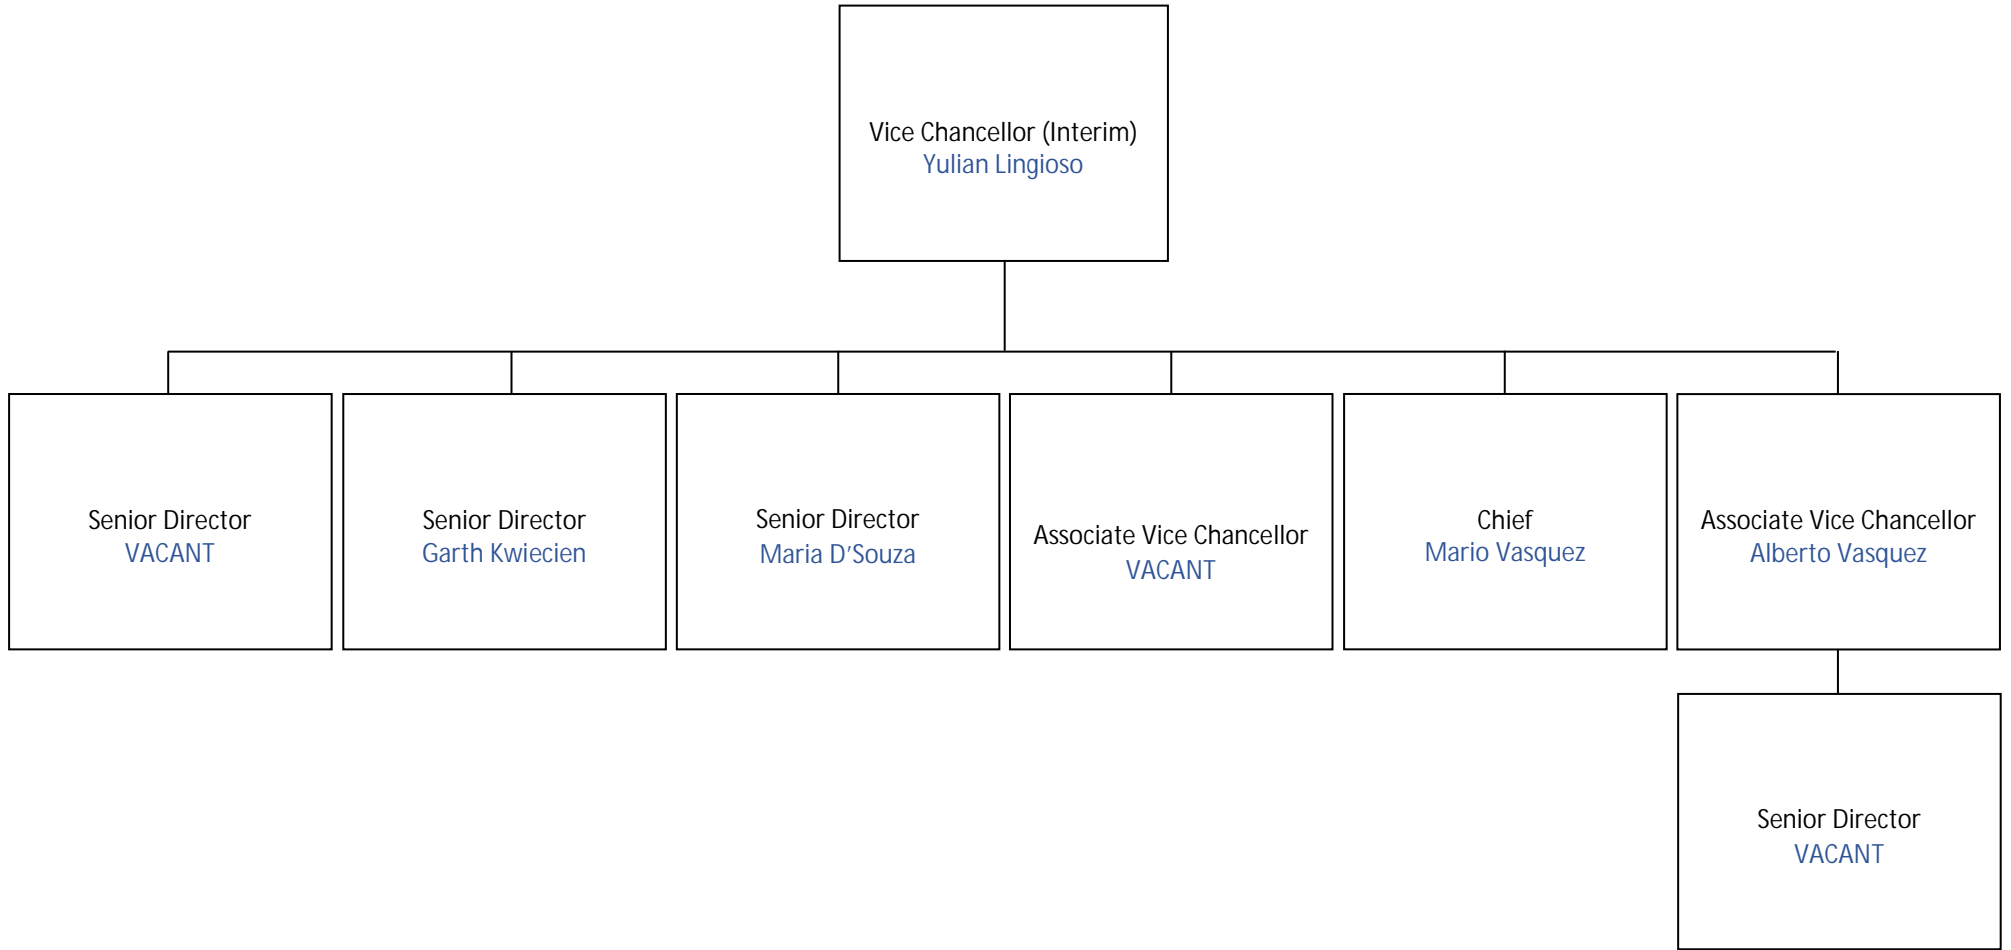 Vice Chancellor (Interim)
Yulian Lingioso
Senior Director
VACANT
Senior Director
Garth Kwiecien
Senior Director
Maria D’Souza
Associate Vice Chancellor
VACANT
Chief
Mario Vasquez
Associate Vice Chancellor
Alberto Vasquez
Senior Director
VACANT